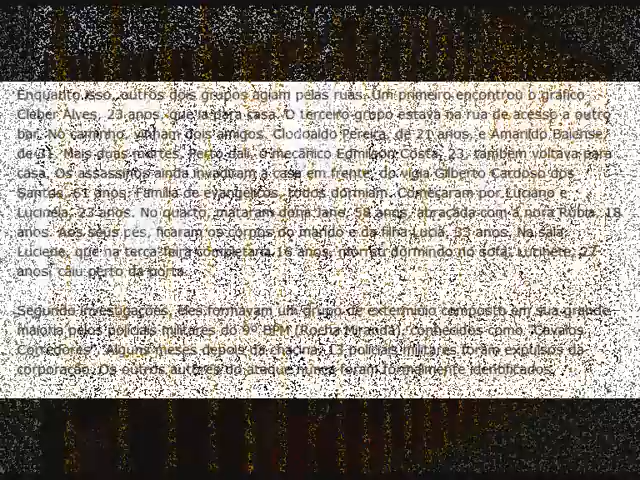 Enquanto isso, outros dois grupos agiam pelas ruas. Um primeiro encontrou o gráfico
Cléber Alves, 23 anos, que ia para casa. O terceiro grupo estava na rua de acesso a outro
bar. No caminho, vinham dois amigos, Clodoaldo Pereira, de 21 anos, e Amarildo Baiense,
de 31. Mais duas mortes. Perto dali, o mecânico Edmilson Costa, 23, também voltava para
casa. Os assassinos ainda invadiram a casa em frente, do vigia Gilberto Cardoso dos
Santos, 61 anos. Família de evangélicos, todos dormiam. Começaram por Luciano e
Lucinéia, 23 anos. No quarto, mataram dona Jane, 58 anos, abraçada com a nora Rúbia, 18
anos. Aos seus pés, ficaram os corpos do marido e da filha Lúcia, 33 anos. Na sala,
Luciene, que na terça-feira completaria 16 anos, morreu dormindo no sofá. Lucinete, 27
anos, caiu perto da porta.
Segundo investigações, eles formavam um grupo de extermínio composto em sua grande
maioria pelos policiais militares do 9º BPM (Rocha Miranda), conhecidos como "Cavalos
Corredores". Alguns meses depois da chacina, 13 policiais militares foram expulsos da
corporação. Os outros autores do ataque nunca foram formalmente identificados.